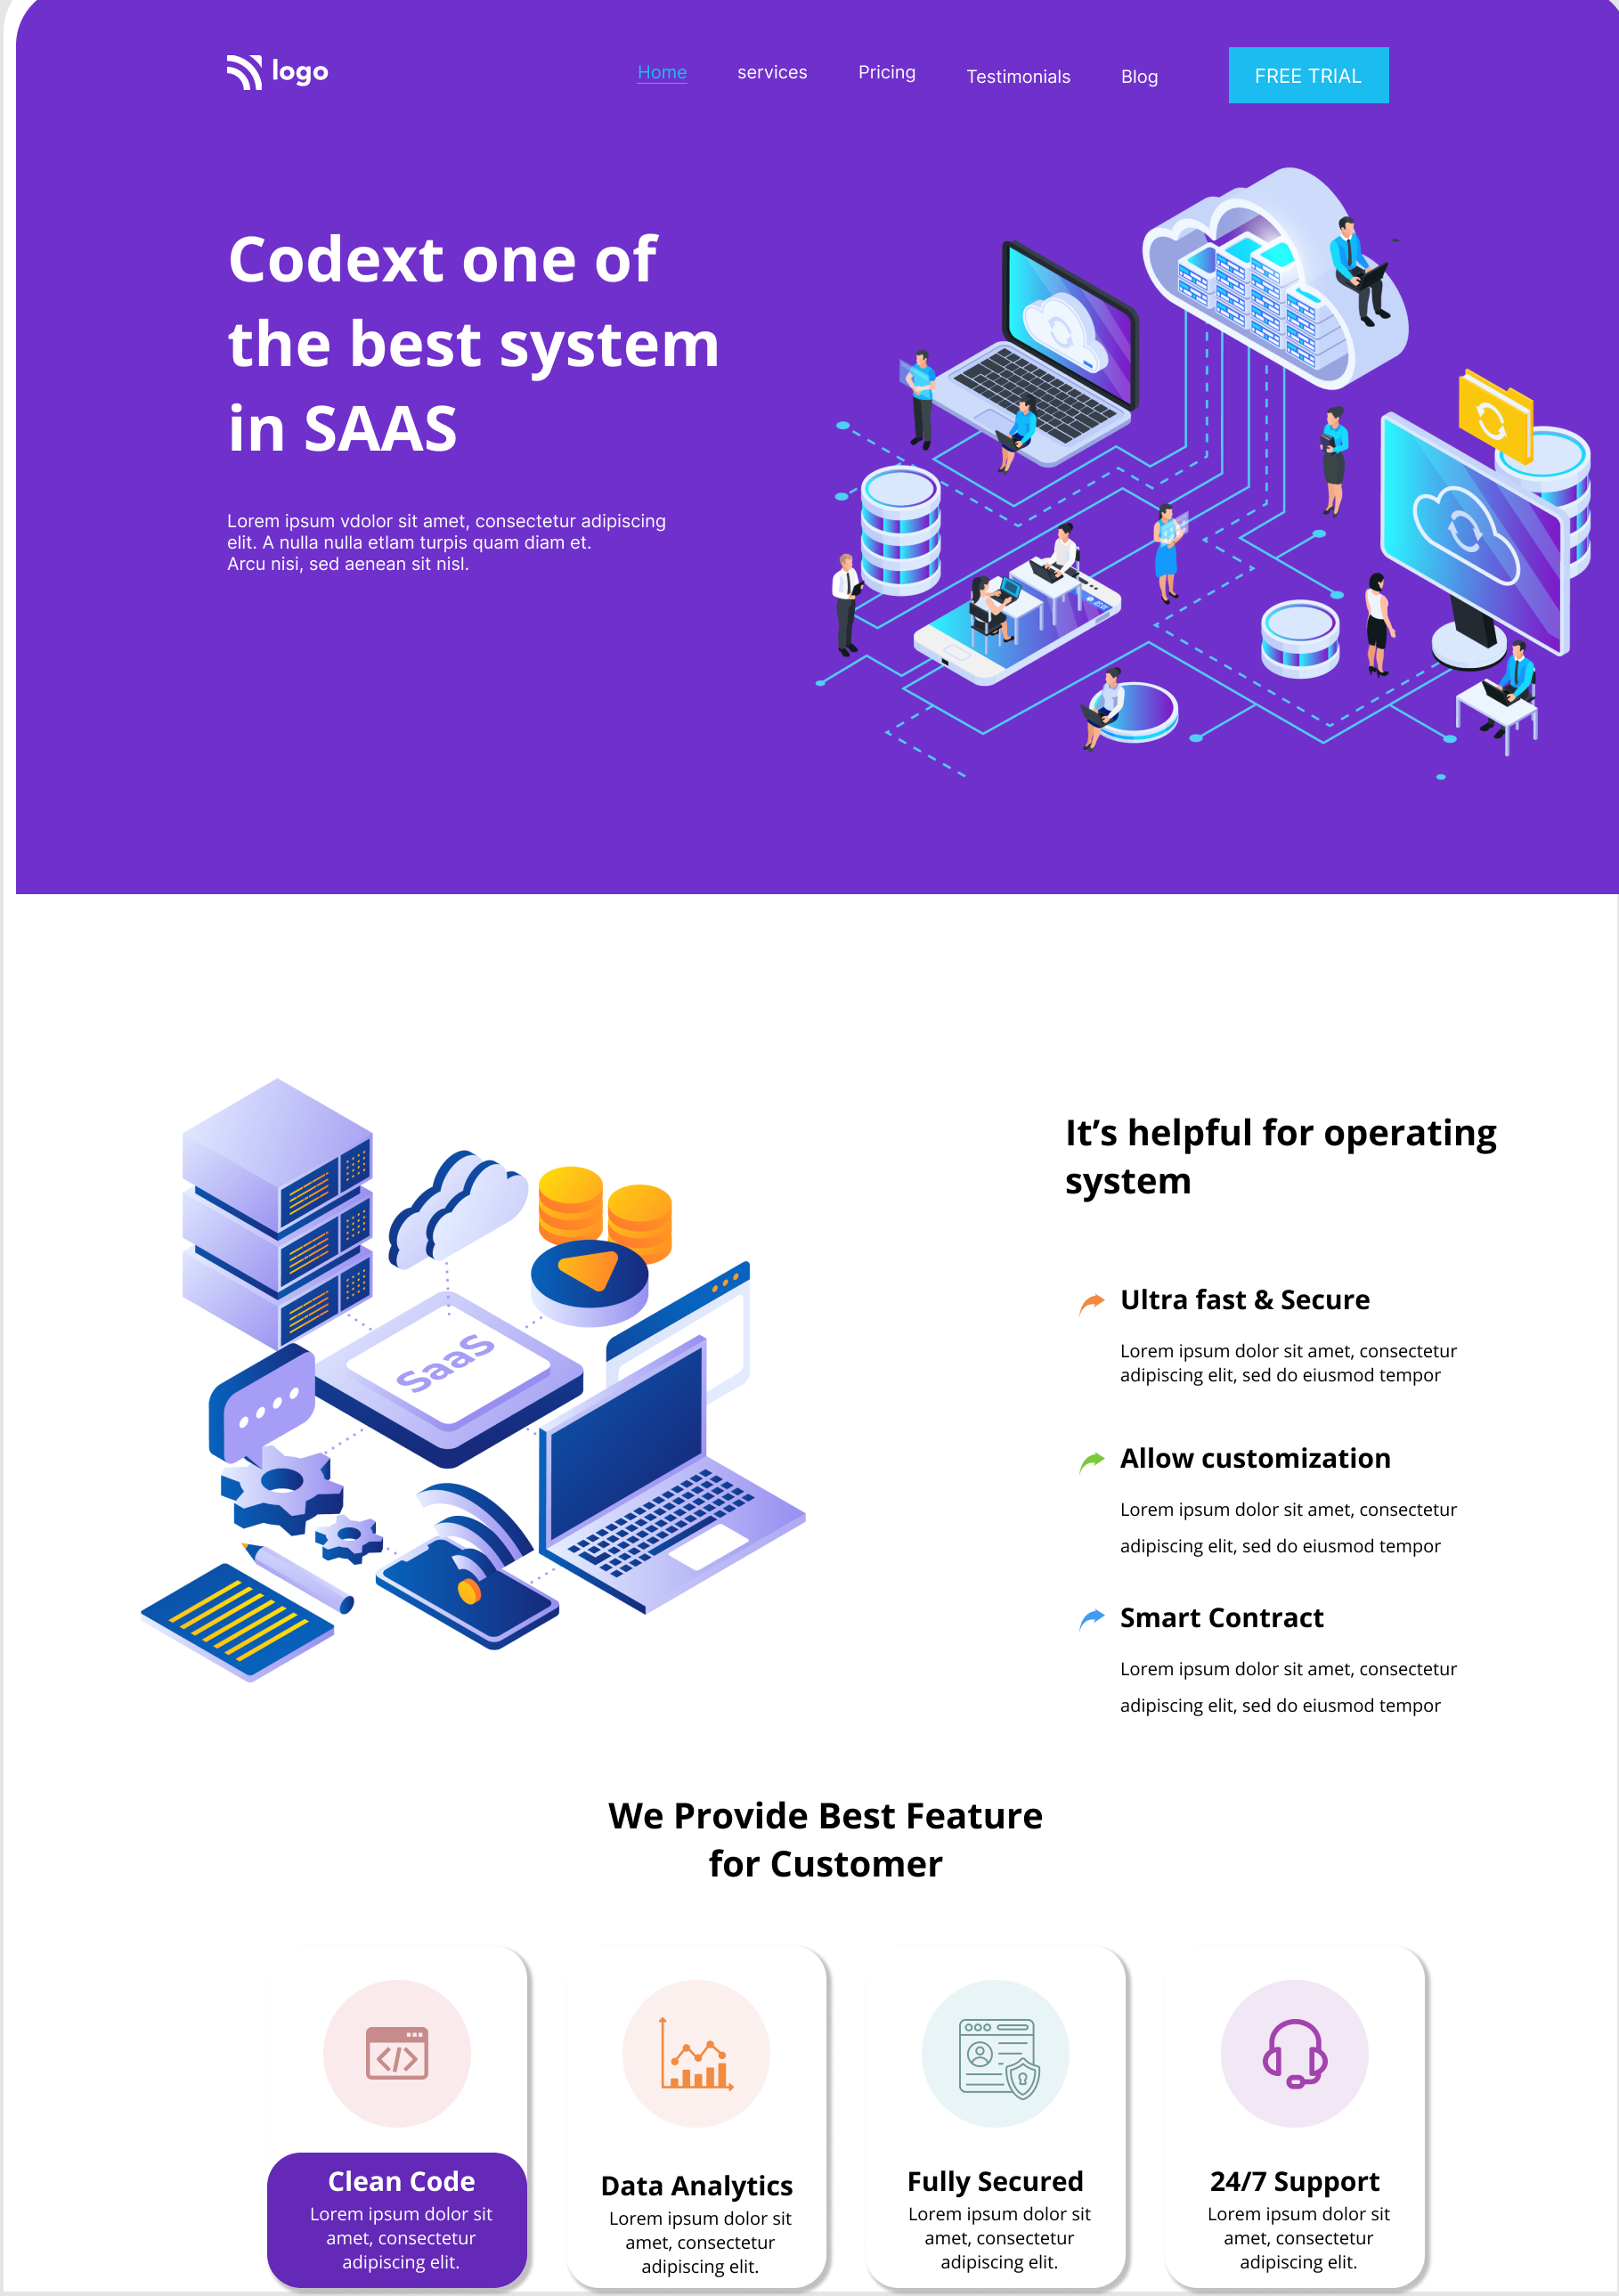 logo
Home services Pricing Testimonials Blog FREE TRIAL
Codext one of
the best system
in SAAS
Lorem ipsum vdolor sit amet, consectetur adipiscing
elit. A nulla nulla etlam turpis quam diam et.
Arcu nisi, sed aenean sit nisl.
SaaS
It’s helpful for operating
system
Ultra fast & Secure
Lorem ipsum dolor sit amet, consectetur
adipiscing elit, sed do eiusmod tempor
Allow customization
Lorem ipsum dolor sit amet, consectetur
adipiscing elit, sed do eiusmod tempor
Smart Contract
Lorem ipsum dolor sit amet, consectetur
adipiscing elit, sed do eiusmod tempor
We Provide Best Feature
for Customer
Clean Code
Lorem ipsum dolor sit
amet, consectetur
adipiscing elit.
Data Analytics
Lorem ipsum dolor sit
amet, consectetur
adipiscing elit.
Fully Secured
Lorem ipsum dolor sit
amet, consectetur
adipiscing elit.
24/7 Support
Lorem ipsum dolor sit
amet, consectetur
adipiscing elit.